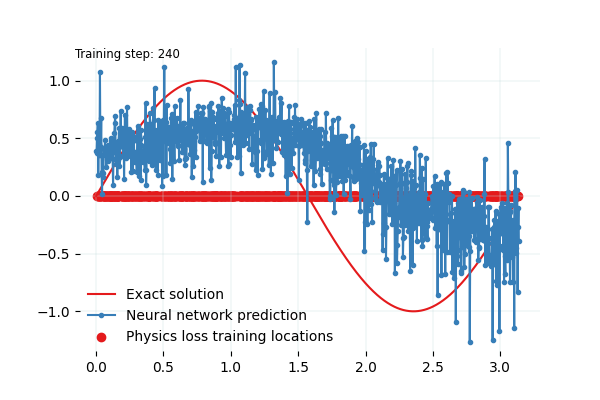 Training step: 240
1.0
0.5
0.0
−0.5
−1.0
Exact solution
Neural network prediction
Physics loss training locations
0.0 0.5 1.0 1.5 2.0 2.5 3.0